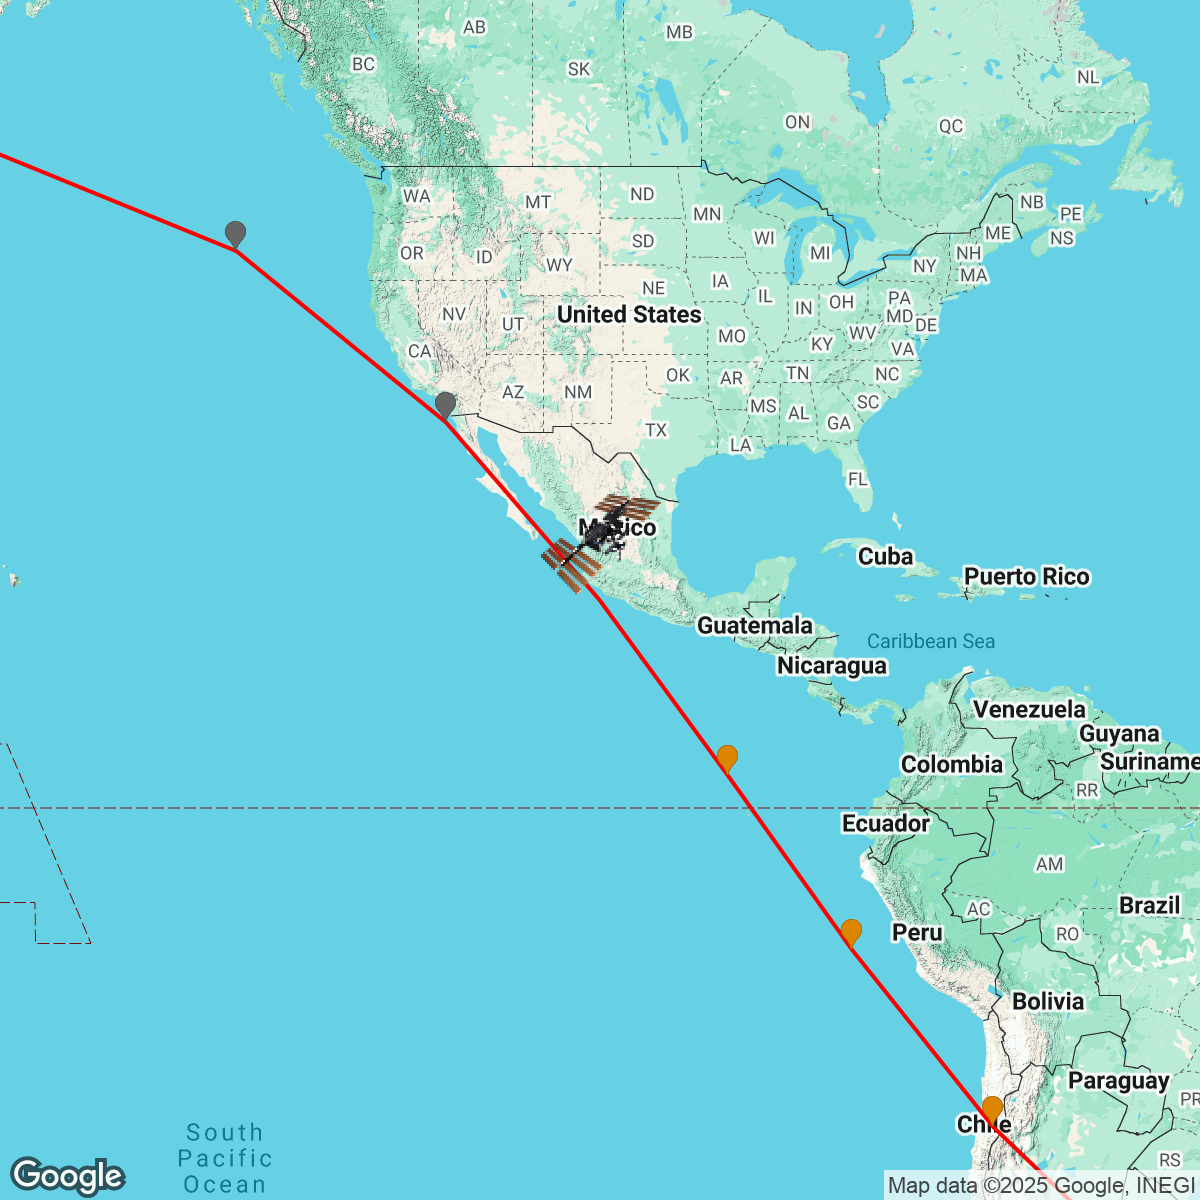 AB
MB
BC
SK
NL
ON
QC
WA
MT
ND
MN
NB
PE
ME
NS
OR
ID
WY
SD
WI
MI
NH
NY
MA
NV
UT
NE
IA
IL
IN
OH
PA
MD
DE
United States
CA
MO
KY
WV
VA
AZ
NM
OK
AR
TN
NC
MS
AL
SC
GA
TX
LA
FL
Mexico
Cuba
Puerto Rico
Guatemala
Caribbean Sea
Nicaragua
Venezuela
Guyana
Suriname
Colombia
RR
Ecuador
AM
AC
Brazil
Peru
RO
Bolivia
Paraguay
PR
Chile
South
Pacific
Ocean
RS
Google
Map data ©2025 Google, INEGI